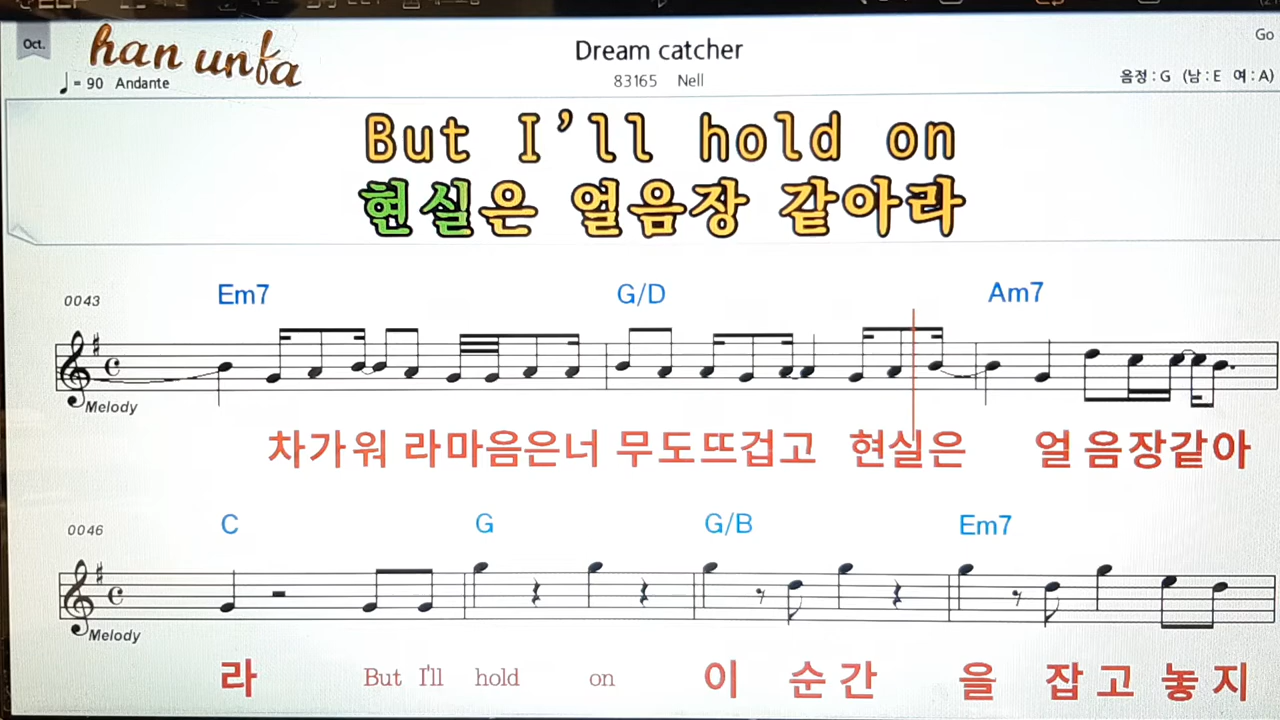 Oct.
han unfa
Dream catcher
Go
= 90 Andante
83165 Nell
음정 : G (남 : E 여 : A)
But I'll hold on
현실은 얼음장 같아라
0043
Em7 G/D Am7
Melody
차가워 라마음은너 무도뜨겁고 현실은 얼 음장같아
0046
C G G/B Em7
Melody
라 But I'll hold on 이 순간 을 잡고 놓지